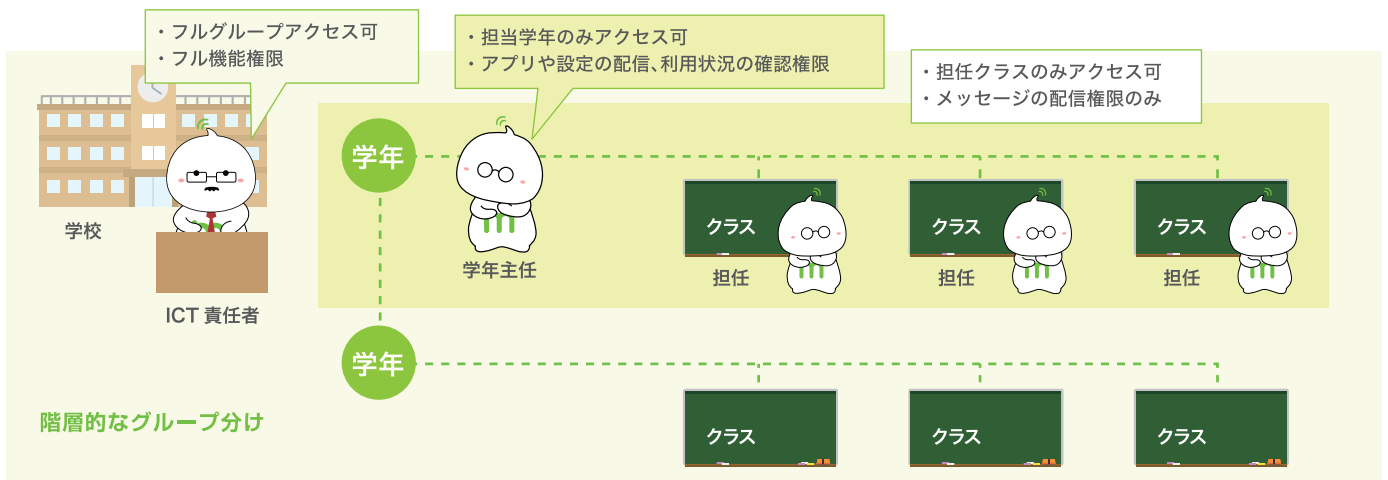 ・フルグループアクセス可
・フル機能権限
・担当学年のみアクセス可
・アプリや設定の配信、利用状況の確認権限
・担任クラスのみアクセス可
・メッセージの配信権限のみ
学校
ICT 責任者
学年
学年主任
クラス
担任
クラス
担任
クラス
担任
学年
クラス
クラス
クラス
階層的なグループ分け